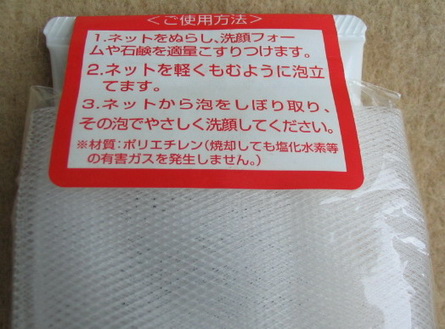 <ご使用方法>
1.ネットをぬらし、洗顔フォー
ムや石鹸を適量こすりつけます。
2.ネットを軽くもむように泡立
てます。
3.ネットから泡をしぼり取り、
その泡でやさしく洗顔してください。
※材質:ポリエチレン(焼却しても塩化水素等
の有害ガスを発生しません。)